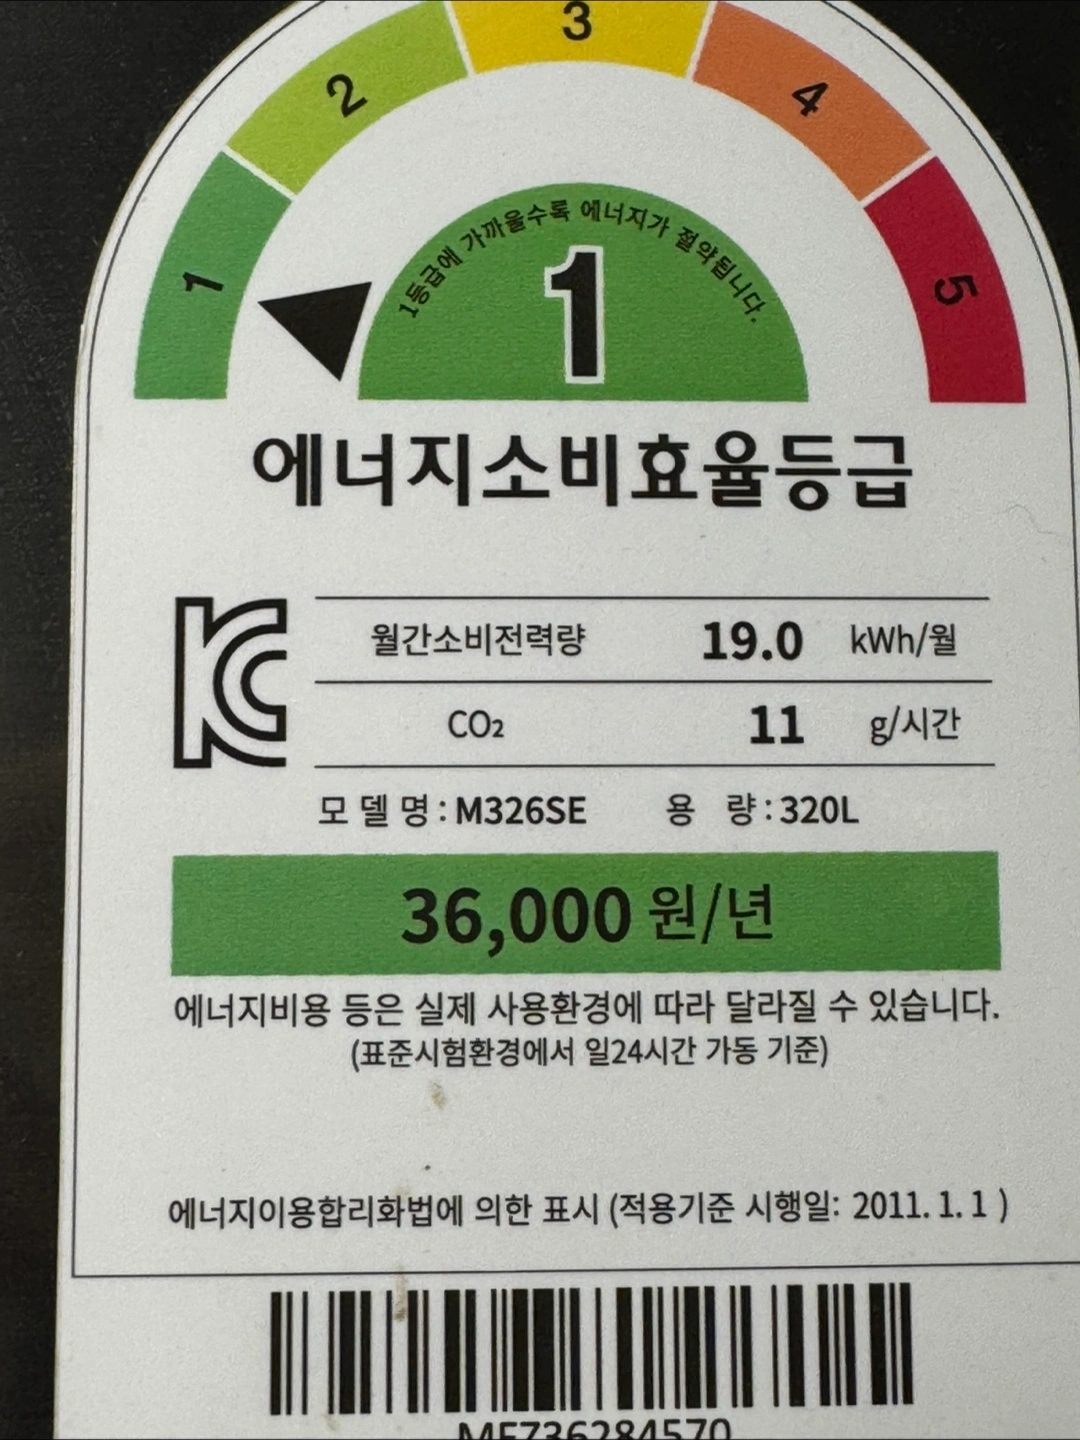 3
2
4
1
5
1등급에 가까울수록 에너지가 절약됩니다.
1
에너지소비효율등급
월간소비전력량 19.0 kWh/월
CO₂ 11 g/시간
모델명 : M326SE 용 량 : 320L
36,000 원/년
에너지비용 등은 실제 사용환경에 따라 달라질 수 있습니다.
(표준시험환경에서 일24시간 가동 기준)
에너지이용합리화법에 의한 표시 (적용기준 시행일: 2011. 1. 1 )